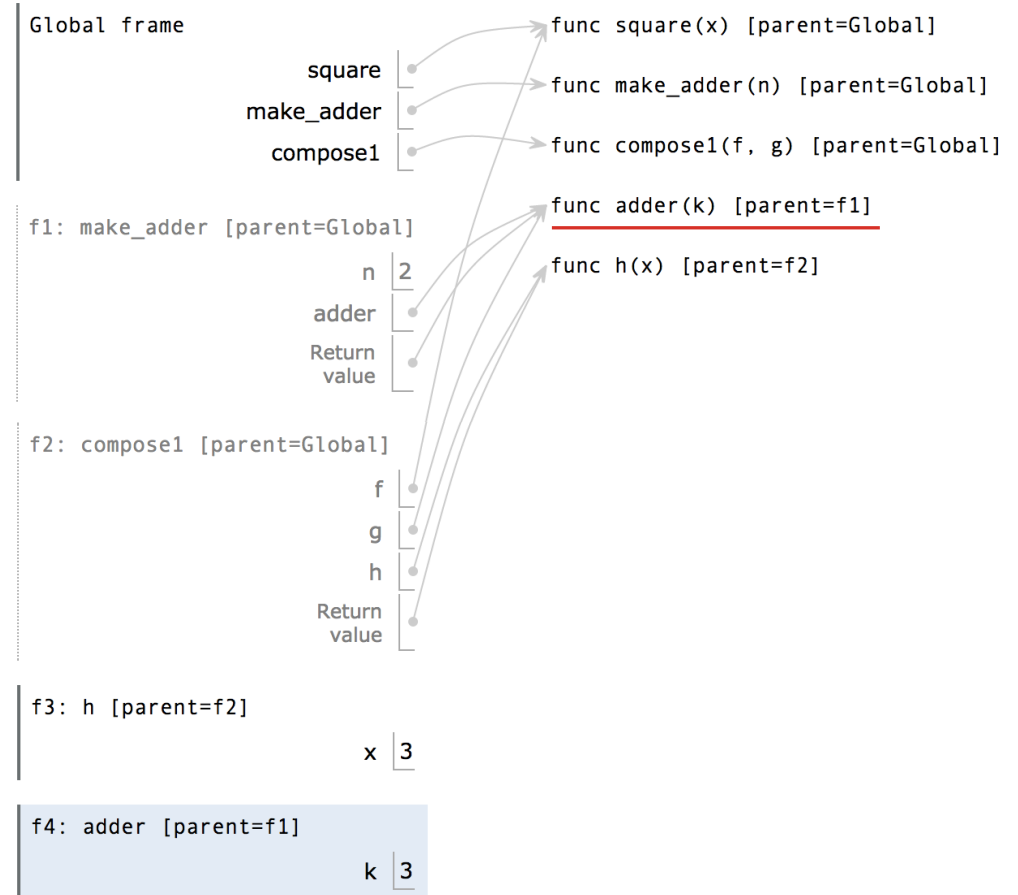 Global frame
func square(x) [parent=Global]
square
make_adder
func make_adder(n) [parent=Global]
compose1
func compose1(f, g) [parent=Global]
func adder(k) [parent=f1]
f1: make_adder [parent=Global]
func h(x) [parent=f2]
n 2
adder
Return
value
f2: compose1 [parent=Global]
f
g
h
Return
value
f3: h [parent=f2]
x 3
f4: adder [parent=f1]
k 3